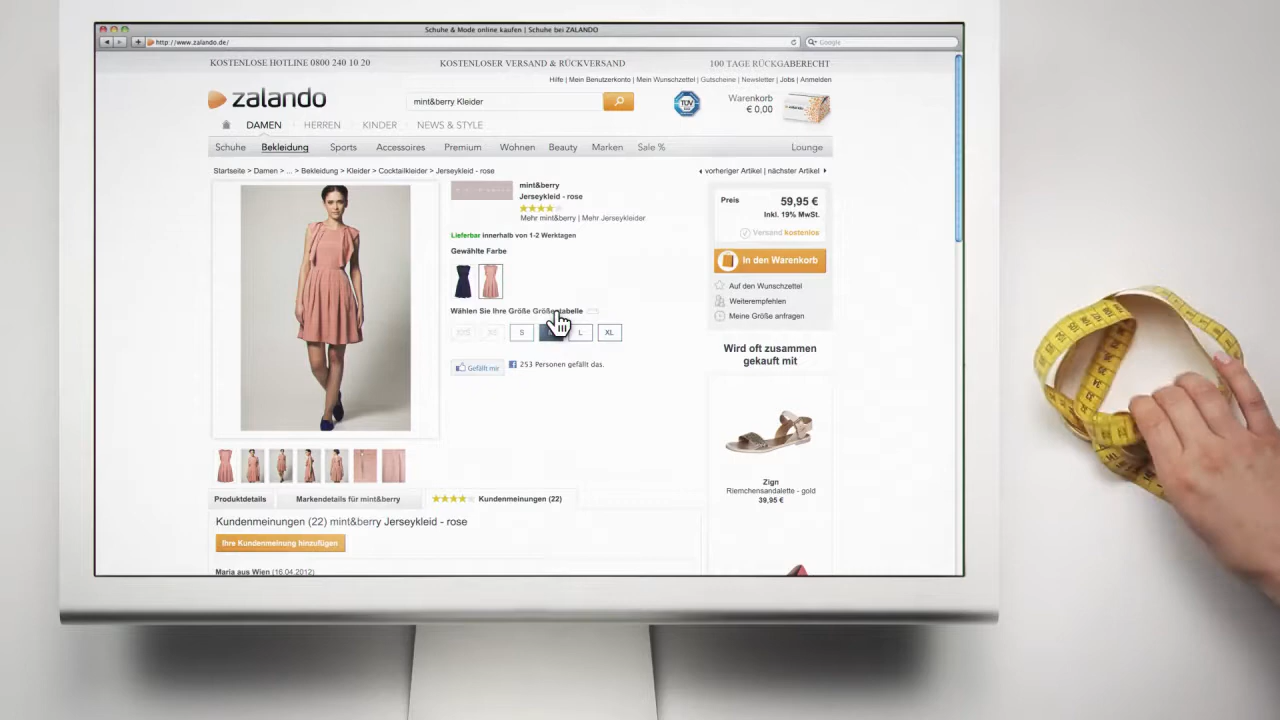 Schuhe & Mode online kaufen | Schuhe bei ZALANDO
http://www.zalando.de/
Google
KOSTENLOSE HOTLINE 0800 240 10 20
KOSTENLOSER VERSAND & RÜCKVERSAND
100 TAGE RÜCKGABERECHT
Hilfe | Mein Benutzerkonto | Mein Wunschzettel | Gutscheine | Newsletter | Jobs | Anmelden
zalando
mint&berry Kleider
TÜV
Warenkorb
€ 0,00
DAMEN HERREN KINDER NEWS & STYLE
Schuhe Bekleidung Sports Accessoires Premium Wohnen Beauty Marken Sale % Lounge
Startseite > Damen > ... > Bekleidung > Kleider > Cocktailkleider > Jerseykleid - rose
vorheriger Artikel | nächster Artikel
mint&berry
Jerseykleid - rose
Mehr mint&berry | Mehr Jerseykleider
Lieferbar innerhalb von 1-2 Werktagen
Gewählte Farbe
Wählen Sie Ihre Größe
XXS XS S L XL
Gefällt mir
253 Personen gefällt das.
Preis 59,95 €
Inkl. 19% MwSt.
Versand kostenlos
In den Warenkorb
Auf den Wunschzettel
Weiterempfehlen
Meine Größe anfragen
Wird oft zusammen
gekauft mit
Zign
Riemchensandalette - gold
39,95 €
Produktdetails
Markendetails für mint&berry
Kundenmeinungen (22)
Kundenmeinungen (22) mint&berry Jerseykleid - rose
Ihre Kundenmeinung hinzufügen
Maria aus Wien (16.04.2012)